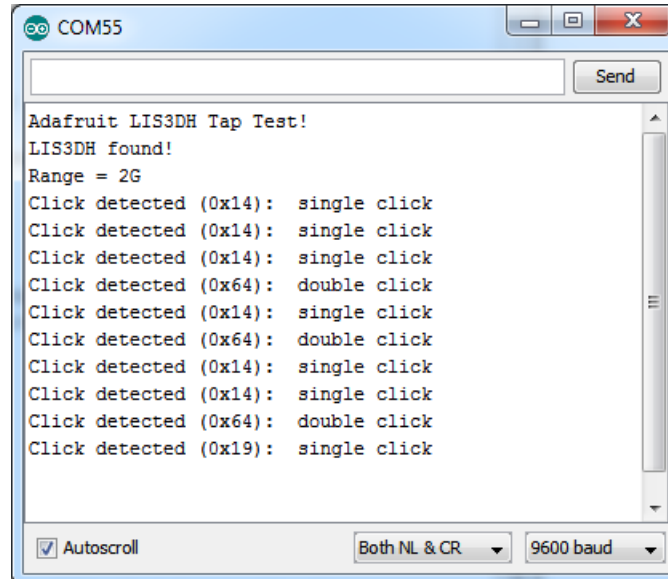 COM55
Send
Adafruit LIS3DH Tap Test!
LIS3DH found!
Range = 2G
Click detected (0x14):  single click
Click detected (0x14):  single click
Click detected (0x14):  single click
Click detected (0x64):  double click
Click detected (0x14):  single click
Click detected (0x64):  double click
Click detected (0x14):  single click
Click detected (0x14):  single click
Click detected (0x64):  double click
Click detected (0x19):  single click
Autoscroll Both NL & CR 9600 baud